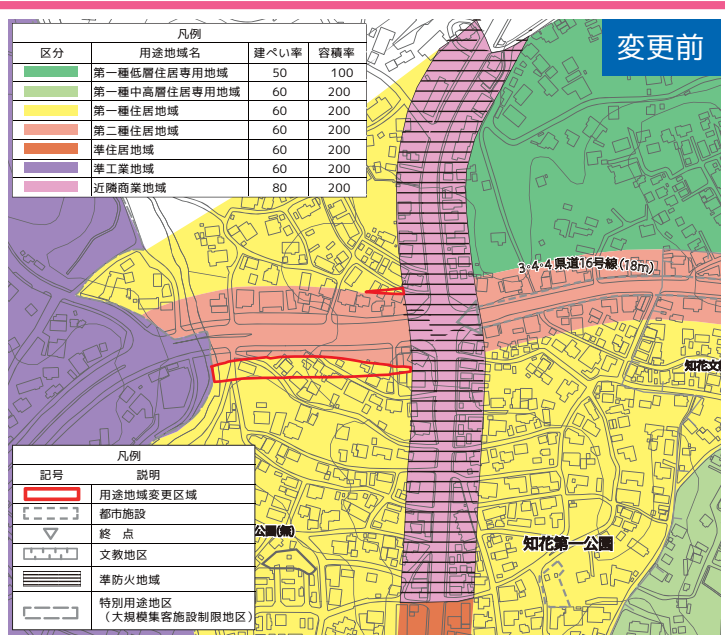 変更前
凡例
区分 用途地域名 建ぺい率 容積率
第一種低層住居専用地域 50 100
第一種中高層住居専用地域 60 200
第一種住居地域 60 200
第二種住居地域 60 200
準住居地域 60 200
準工業地域 60 200
近隣商業地域 80 200
3・4・4 県道16号線(18m)
知花文
凡例
記号 説明
用途地域変更区域
都市施設
終 点
文教地区
準防火地域
特別用途地区
(大規模集客施設制限地区)
公園(無)
知花第一公園